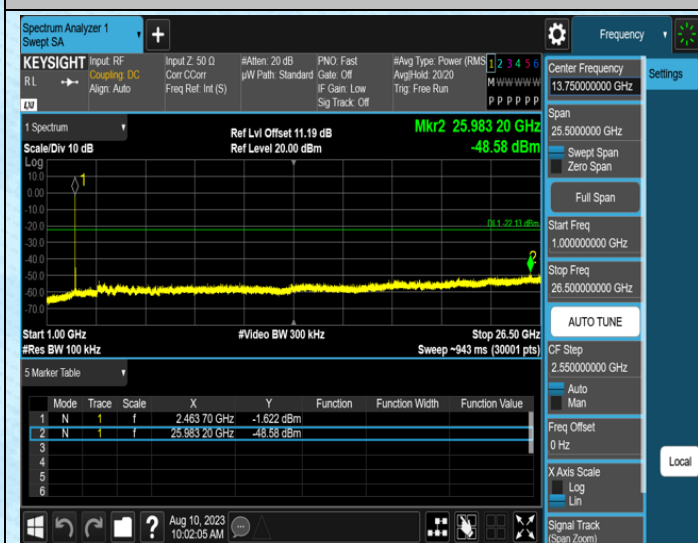 Spectrum Analyzer 1
Swept SA
+
Frequency
KEYSIGHT
RL
Input: RF
Coupling: DC
Align: Auto
Input Z: 50 Ω
Corr CCorr
Freq Ref: Int (S)
#Atten: 20 dB
µW Path: Standard
PNO: Fast
Gate: Off
IF Gain: Low
Sig Track: Off
#Avg Type: Power (RMS
Avg|Hold: 20/20
Trig: Free Run
1 2 3 4 5 6
M W W W W W
P P P P P P
LXI
1 Spectrum
Scale/Div 10 dB
Ref Lvl Offset 11.19 dB
Ref Level 20.00 dBm
Mkr2 25.983 20 GHz
-48.58 dBm
Log
10.0
0.00
-10.0
-20.0
-30.0
-40.0
-50.0
-60.0
-70.0
1
DL1 -22.13 dBm
2
Start 1.00 GHz
#Res BW 100 kHz
#Video BW 300 kHz
Stop 26.50 GHz
Sweep ~943 ms (30001 pts)
5 Marker Table
Mode Trace Scale X Y Function Function Width Function Value
1 N 1 f 2.463 70 GHz -1.622 dBm
2 N 1 f 25.983 20 GHz -48.58 dBm
3
4
5
6
?
Aug 10, 2023
10:02:05 AM
Center Frequency
13.750000000 GHz
Span
25.5000000 GHz
Swept Span
Zero Span
Full Span
Start Freq
1.000000000 GHz
Stop Freq
26.500000000 GHz
AUTO TUNE
CF Step
2.550000000 GHz
Auto
Man
Freq Offset
0 Hz
X Axis Scale
Log
Lin
Signal Track
(Span Zoom)
Settings
Local